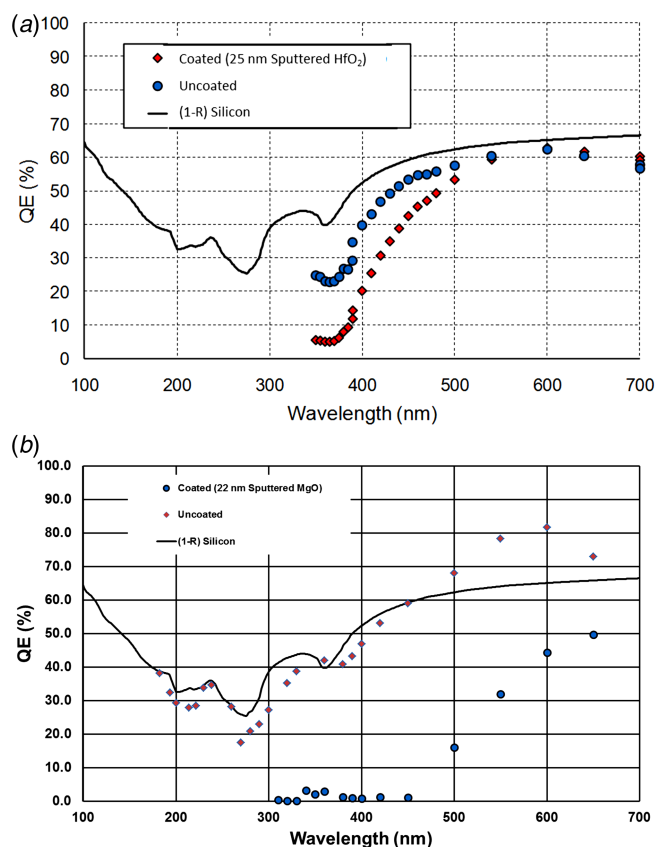 (a)
100
90
80
70
60
50
40
30
20
10
0
QE (%)
Coated (25 nm Sputtered HfO₂)
Uncoated
(1-R) Silicon
100 200 300 400 500 600 700
Wavelength (nm)
(b)
100.0
90.0
80.0
70.0
60.0
50.0
40.0
30.0
20.0
10.0
0.0
QE (%)
Coated (22 nm Sputtered MgO)
Uncoated
(1-R) Silicon
100 200 300 400 500 600 700
Wavelength (nm)